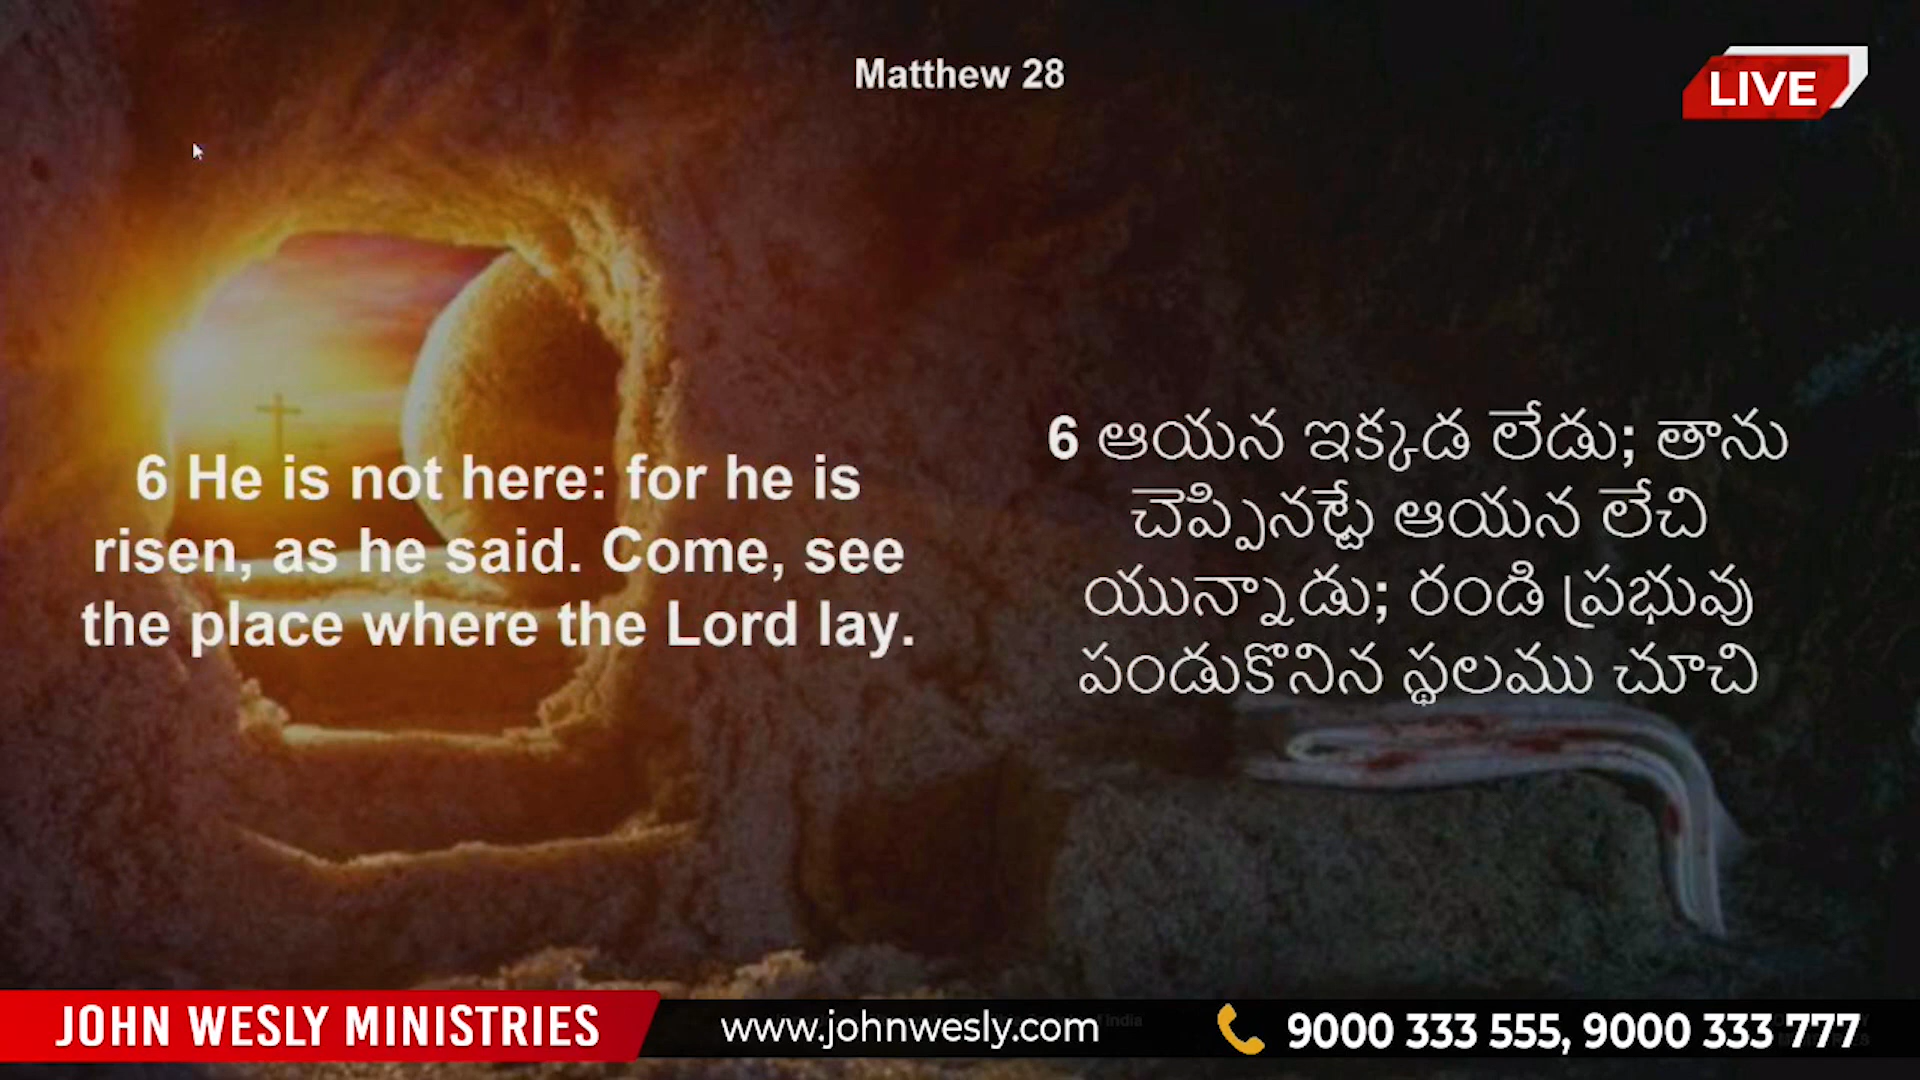 Matthew 28
LIVE
6 He is not here: for he is
risen, as he said. Come, see
the place where the Lord lay.
6 ఆయన ఇక్కడ లేడు; తాను
చెప్పినట్టే ఆయన లేచి
యున్నాడు; రండి ప్రభువు
పండుకొనిన స్థలము చూచి
JOHN WESLY MINISTRIES
www.johnwesly.com
9000 333 555, 9000 333 777